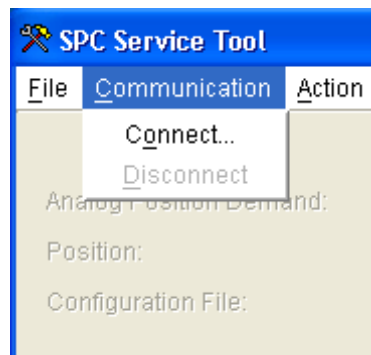 SPC Service Tool
File Communication Action
Connect...
Disconnect
Analog Position Demand:
Position:
Configuration File: